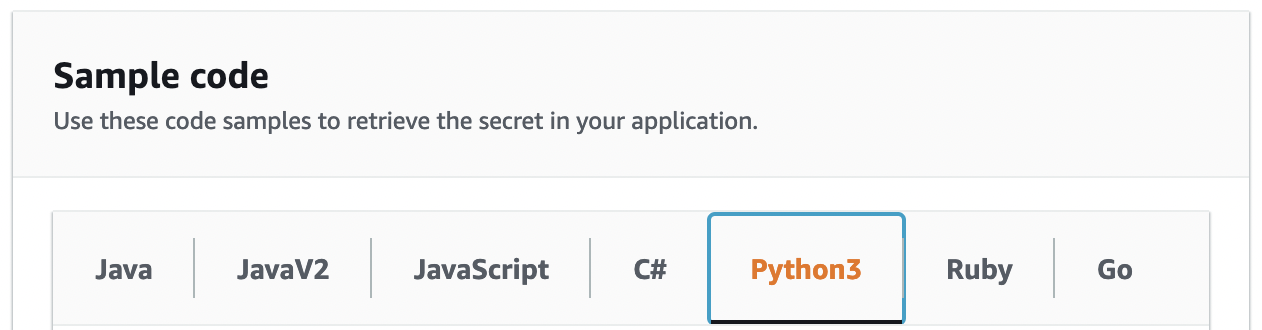 Sample code
Use these code samples to retrieve the secret in your application.
Java JavaV2 JavaScript C# Python3 Ruby Go